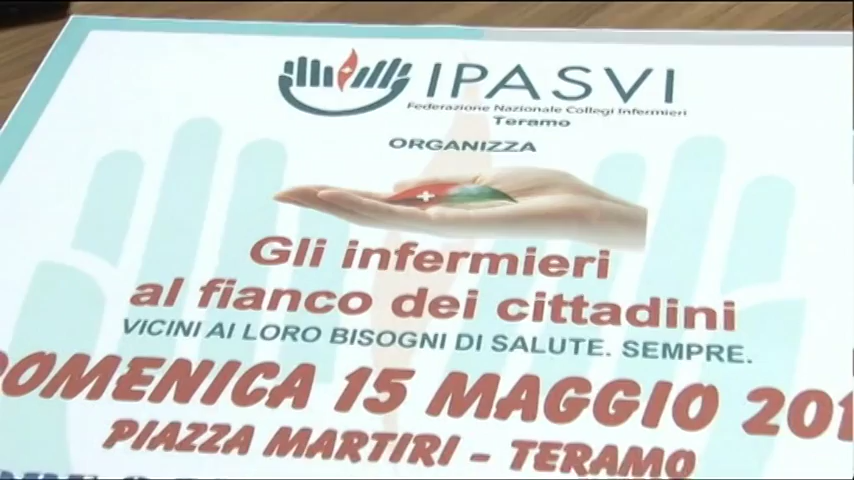 IPASVI
Federazione Nazionale Collegi Infermieri
Teramo
ORGANIZZA
Gli infermieri
al fianco dei cittadini
VICINI AI LORO BISOGNI DI SALUTE. SEMPRE.
DOMENICA 15 MAGGIO 201
PIAZZA MARTIRI - TERAMO